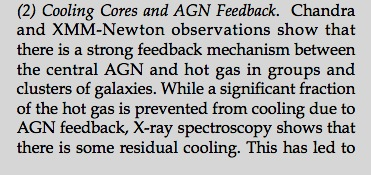 (2) Cooling Cores and AGN Feedback. Chandra
and XMM-Newton observations show that
there is a strong feedback mechanism between
the central AGN and hot gas in groups and
clusters of galaxies. While a significant fraction
of the hot gas is prevented from cooling due to
AGN feedback, X-ray spectroscopy shows that
there is some residual cooling. This has led to